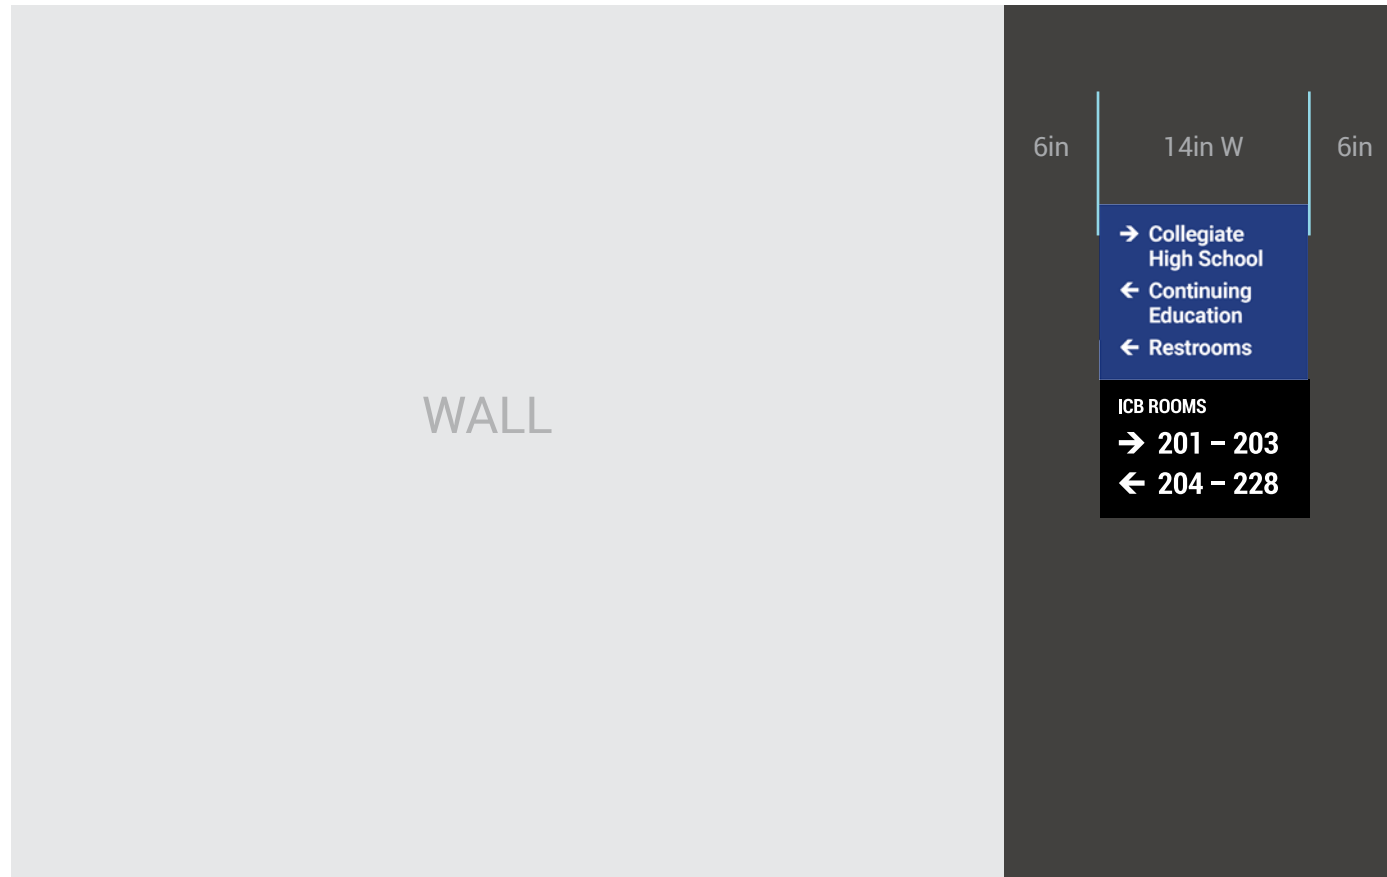 6in
14in W
6in
→ Collegiate
High School
← Continuing
Education
← Restrooms
WALL
ICB ROOMS
→ 201 – 203
← 204 – 228